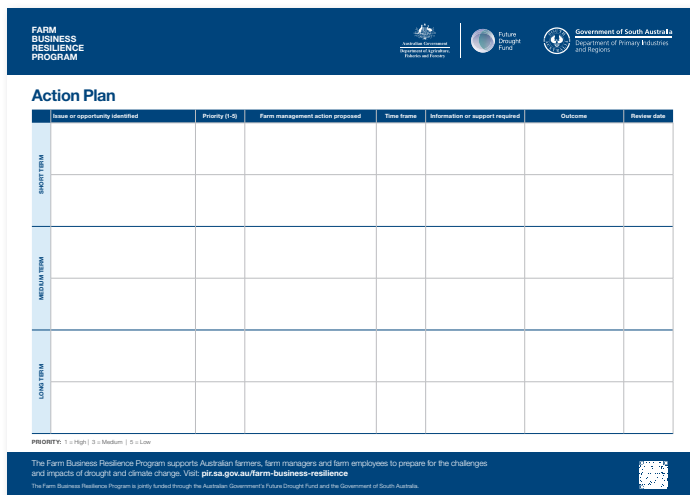 FARM
BUSINESS
RESILIENCE
PROGRAM
Australian Government
Department of Agriculture,
Fisheries and Forestry
Future
Drought
Fund
Government of South Australia
Department of Primary Industries
and Regions
Action Plan
Issue or opportunity identified Priority (1-5) Farm management action proposed Time frame Information or support required Outcome Review date
SHORT TERM
MEDIUM TERM
LONG TERM
PRIORITY: 1 = High | 3 = Medium | 5 = Low
The Farm Business Resilience Program supports Australian farmers, farm managers and farm employees to prepare for the challenges
and impacts of drought and climate change. Visit: pir.sa.gov.au/farm-business-resilience
The Farm Business Resilience Program is jointly funded through the Australian Government's Future Drought Fund and the Government of South Australia.